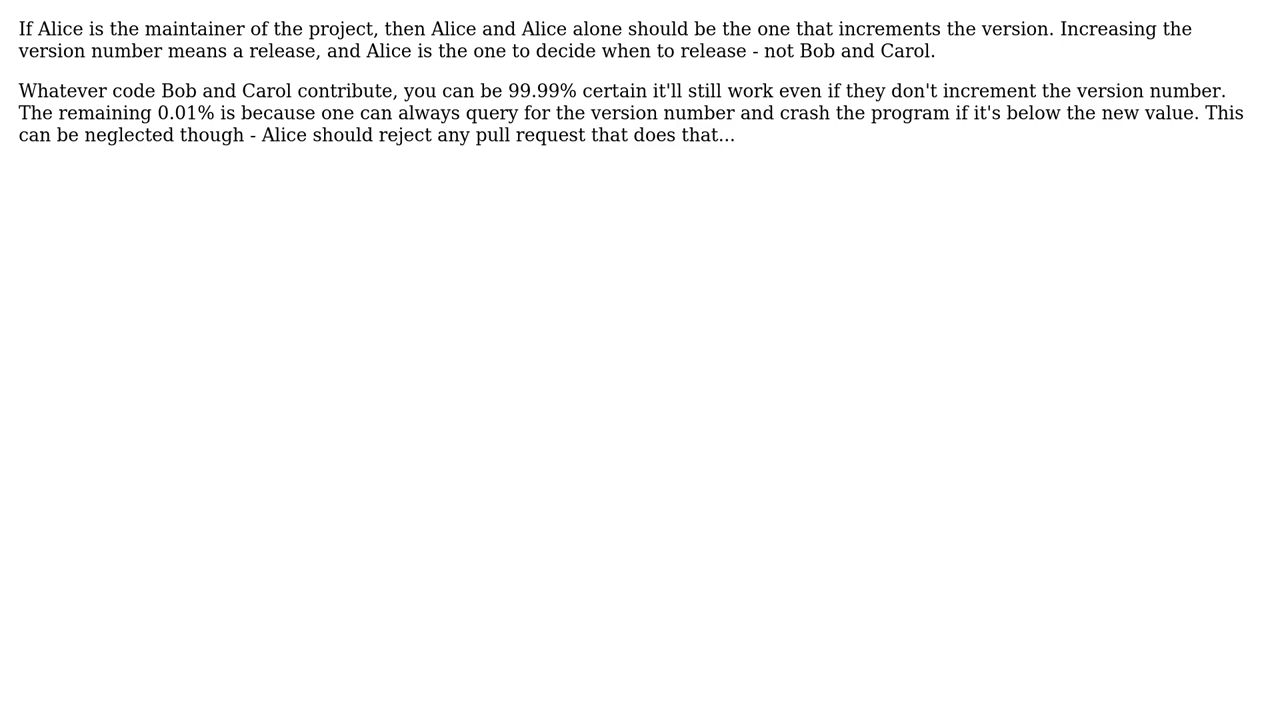 If Alice is the maintainer of the project, then Alice and Alice alone should be the one that increments the version. Increasing the
version number means a release, and Alice is the one to decide when to release - not Bob and Carol.
Whatever code Bob and Carol contribute, you can be 99.99% certain it'll still work even if they don't increment the version number.
The remaining 0.01% is because one can always query for the version number and crash the program if it's below the new value. This
can be neglected though - Alice should reject any pull request that does that...